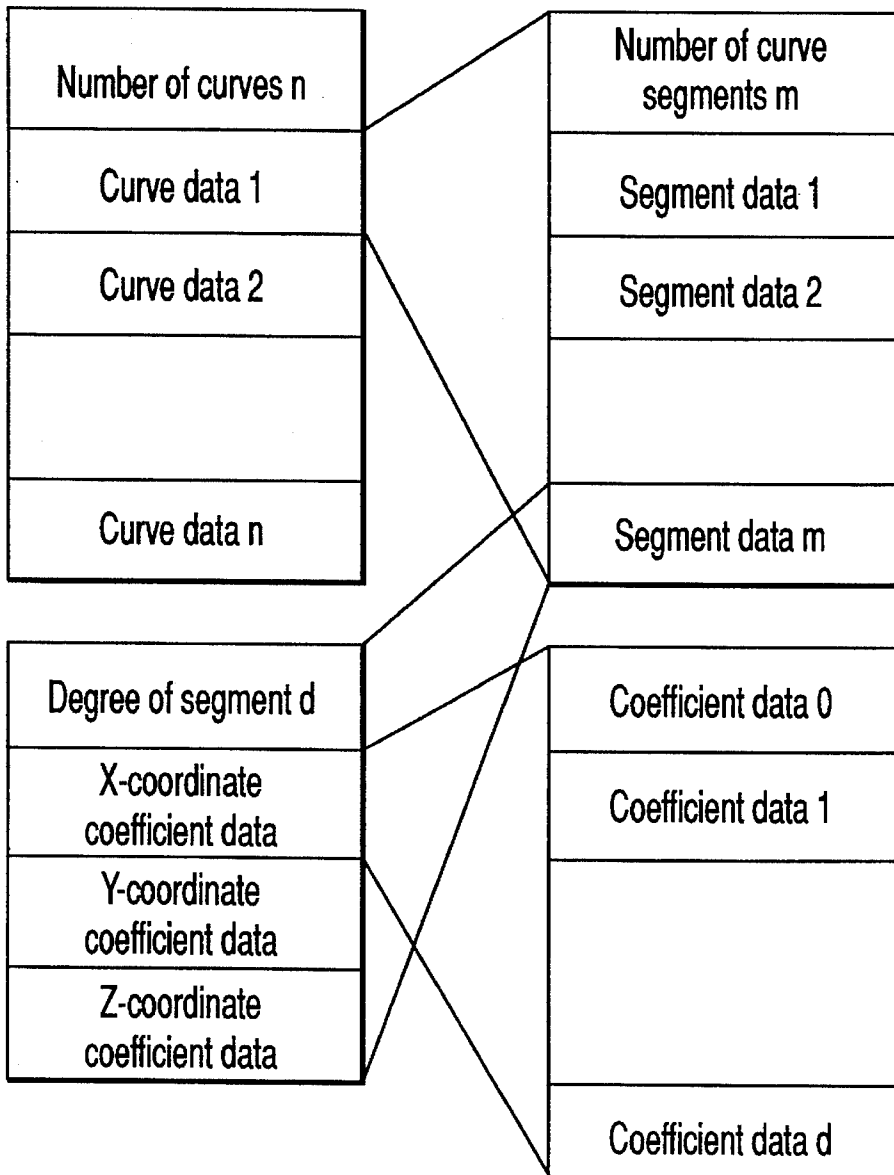 Number of curves n
Curve data 1
Curve data 2
Curve data n
Number of curve
segments m
Segment data 1
Segment data 2
Segment data m
Degree of segment d
X-coordinate
coefficient data
Y-coordinate
coefficient data
Z-coordinate
coefficient data
Coefficient data 0
Coefficient data 1
Coefficient data d